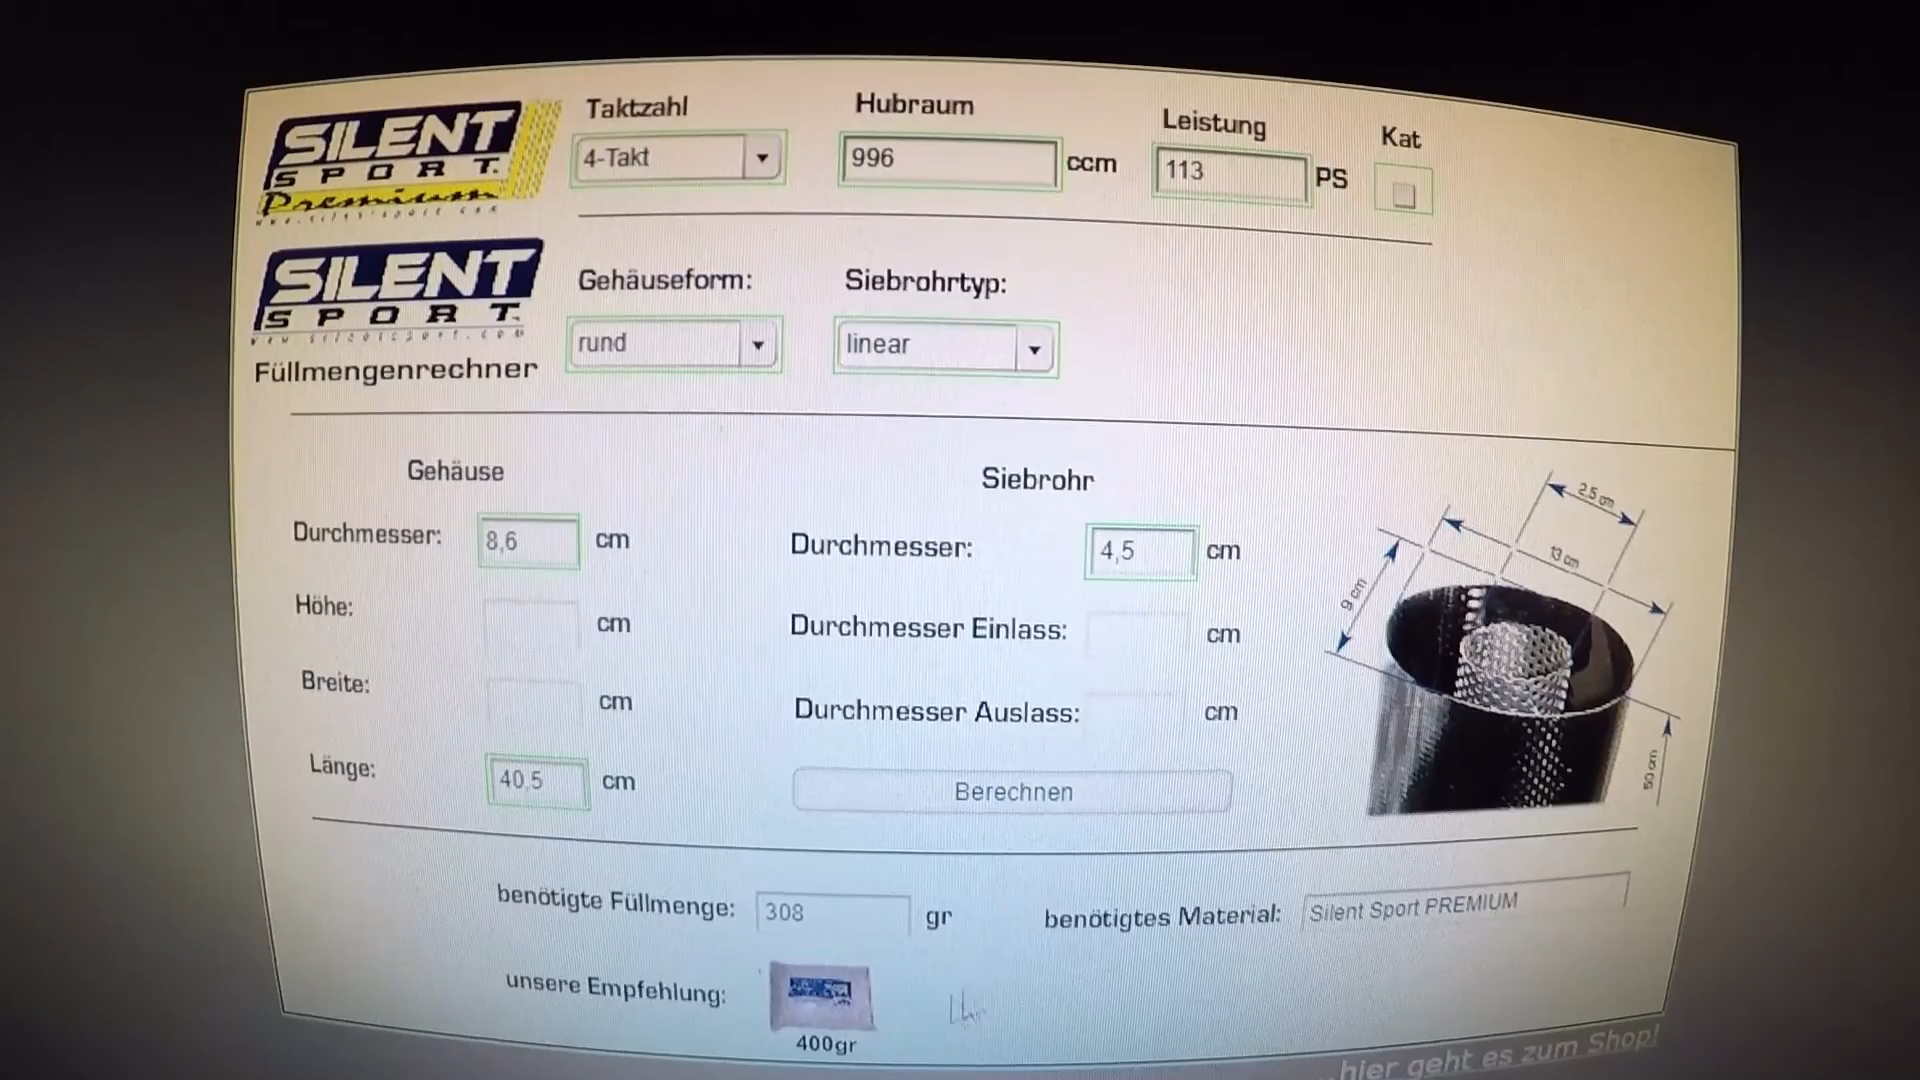 SILENT
SPORT.
Premium
Taktzahl
4-Takt
Hubraum
996 ccm
Leistung
113 PS
Kat
SILENT
SPORT.
Füllmengenrechner
Gehäuseform:
rund
Siebrohrtyp:
linear
Gehäuse
Durchmesser: 8,6 cm
Höhe: cm
Breite: cm
Länge: 40,5 cm
Siebrohr
Durchmesser: 4,5 cm
Durchmesser Einlass: cm
Durchmesser Auslass: cm
Berechnen
2,5 cm
13 cm
9 cm
50 cm
benötigte Füllmenge: 308 gr
benötigtes Material: Silent Sport PREMIUM
unsere Empfehlung:
400gr
...hier geht es zum Shop!